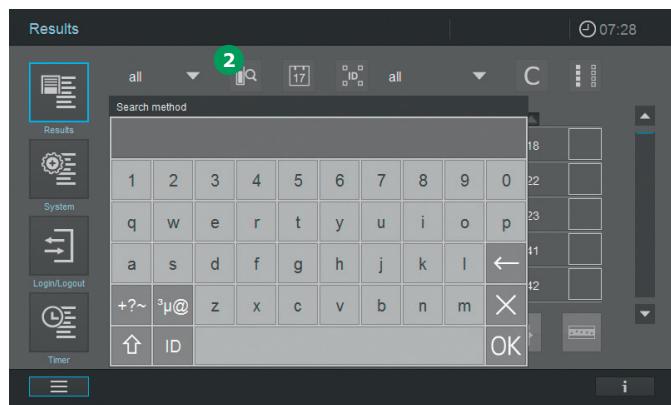 Results 07:28
2
all 17 ID all C
Search method
Results
18
1 2 3 4 5 6 7 8 9 0 22
System
q w e r t y u i o p 23
a s d f g h j k l ← 41
Login/Logout
+?~ ³µ@ z x c v b n m X 42
⇧ ID OK
Timer
i